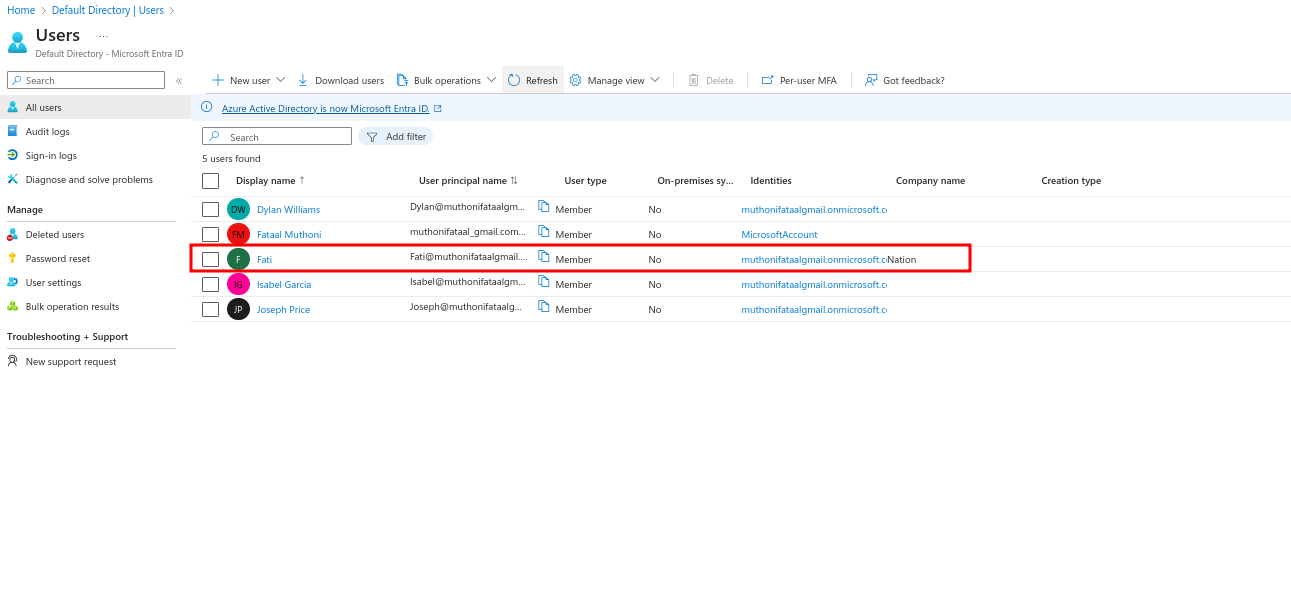 Home > Default Directory | Users >
Users ...
Default Directory - Microsoft Entra ID
Search «
All users
Audit logs
Sign-in logs
Diagnose and solve problems
Manage
Deleted users
Password reset
User settings
Bulk operation results
Troubleshooting + Support
New support request
New user Download users Bulk operations Refresh Manage view Delete Per-user MFA Got feedback?
Azure Active Directory is now Microsoft Entra ID.
Search Add filter
5 users found
Display name ↑ User principal name ↑↓ User type On-premises sy... Identities Company name Creation type
DW Dylan Williams Dylan@muthonifataalgm... Member No muthonifataalgmail.onmicrosoft.c
FM Fataal Muthoni muthonifataal_gmail.com... Member No MicrosoftAccount
F Fati Fati@muthonifataalgmail.... Member No muthonifataalgmail.onmicrosoft.c Nation
IG Isabel Garcia Isabel@muthonifataalgm... Member No muthonifataalgmail.onmicrosoft.c
JP Joseph Price Joseph@muthonifataalg... Member No muthonifataalgmail.onmicrosoft.c